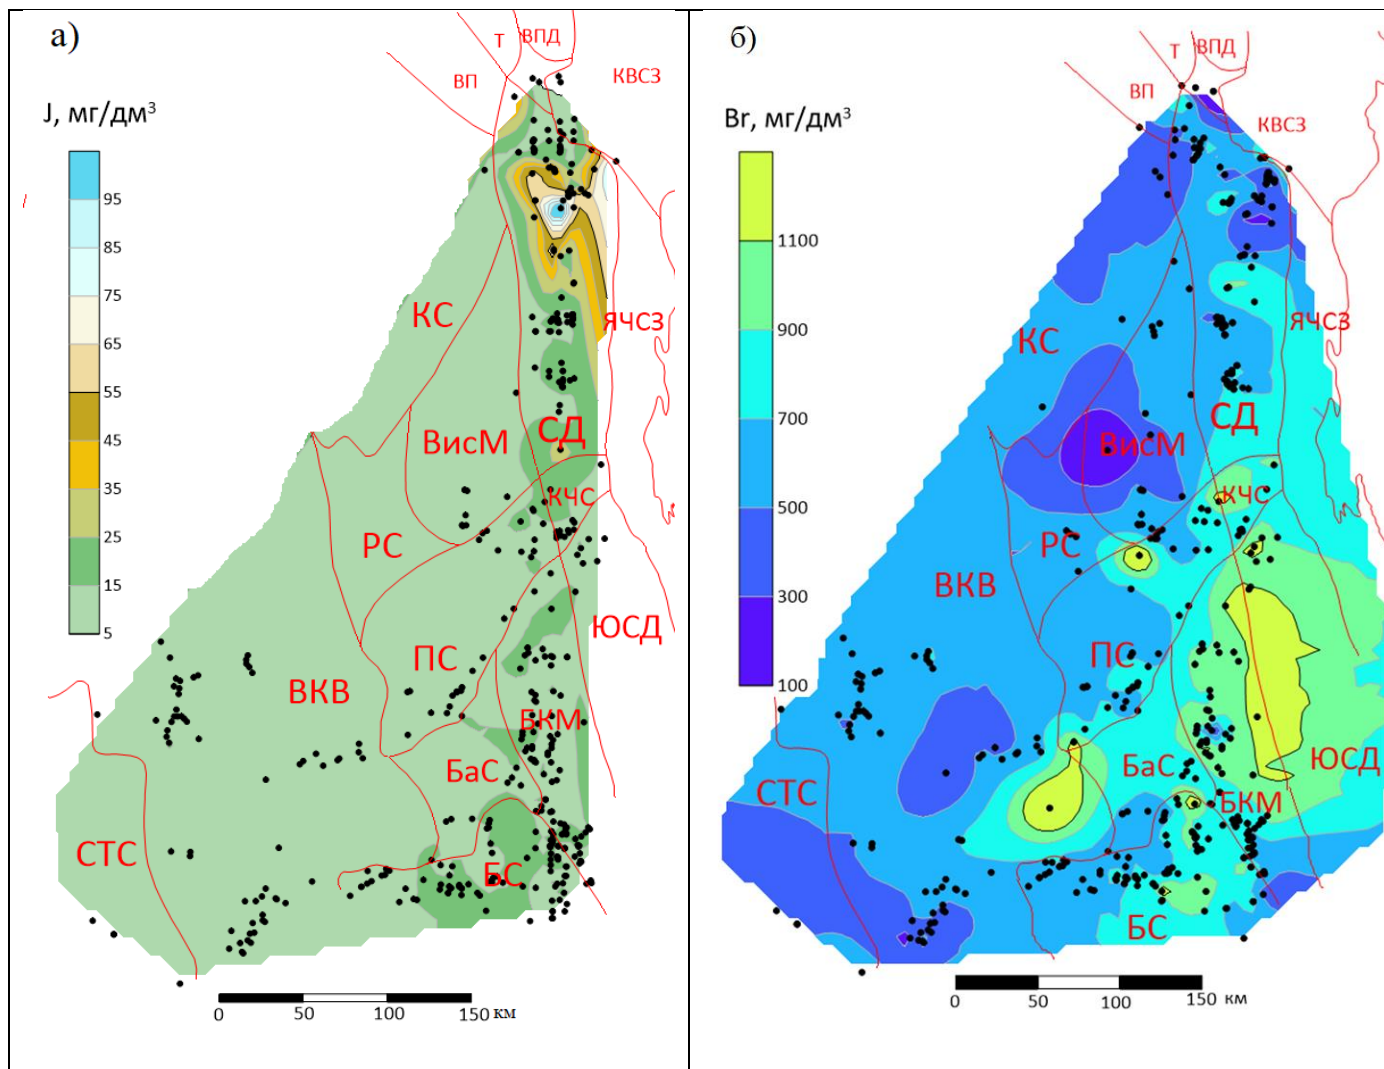 а)
Т
ВПД
ВП
КВСЗ
J, мг/дм³
95
85
75
65
55
45
35
25
15
5
КС
ЯЧСЗ
ВисМ
СД
КЧС
РС
ЮСД
ПС
ВКВ
БКМ
БаС
СТС
БС
0
50
100
150 км
б)
Т
ВПД
ВП
КВСЗ
Br, мг/дм³
1100
900
700
500
300
100
КС
ЯЧСЗ
СД
ВисМ
КЧС
РС
ВКВ
ПС
БаС
ЮСД
СТС
БКМ
БС
0
50
100
150 км